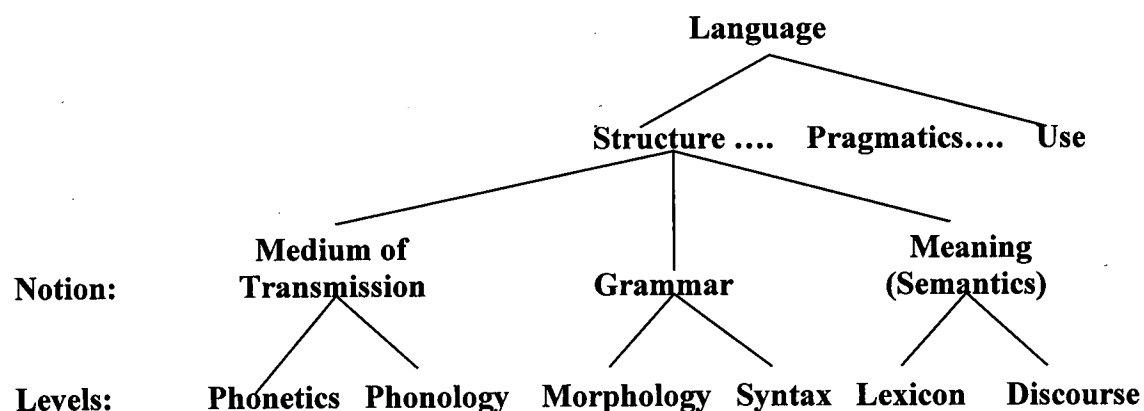 Language
Structure .... Pragmatics.... Use
Medium of Meaning
Notion: Transmission Grammar (Semantics)
Levels: Phonetics Phonology Morphology Syntax Lexicon Discourse